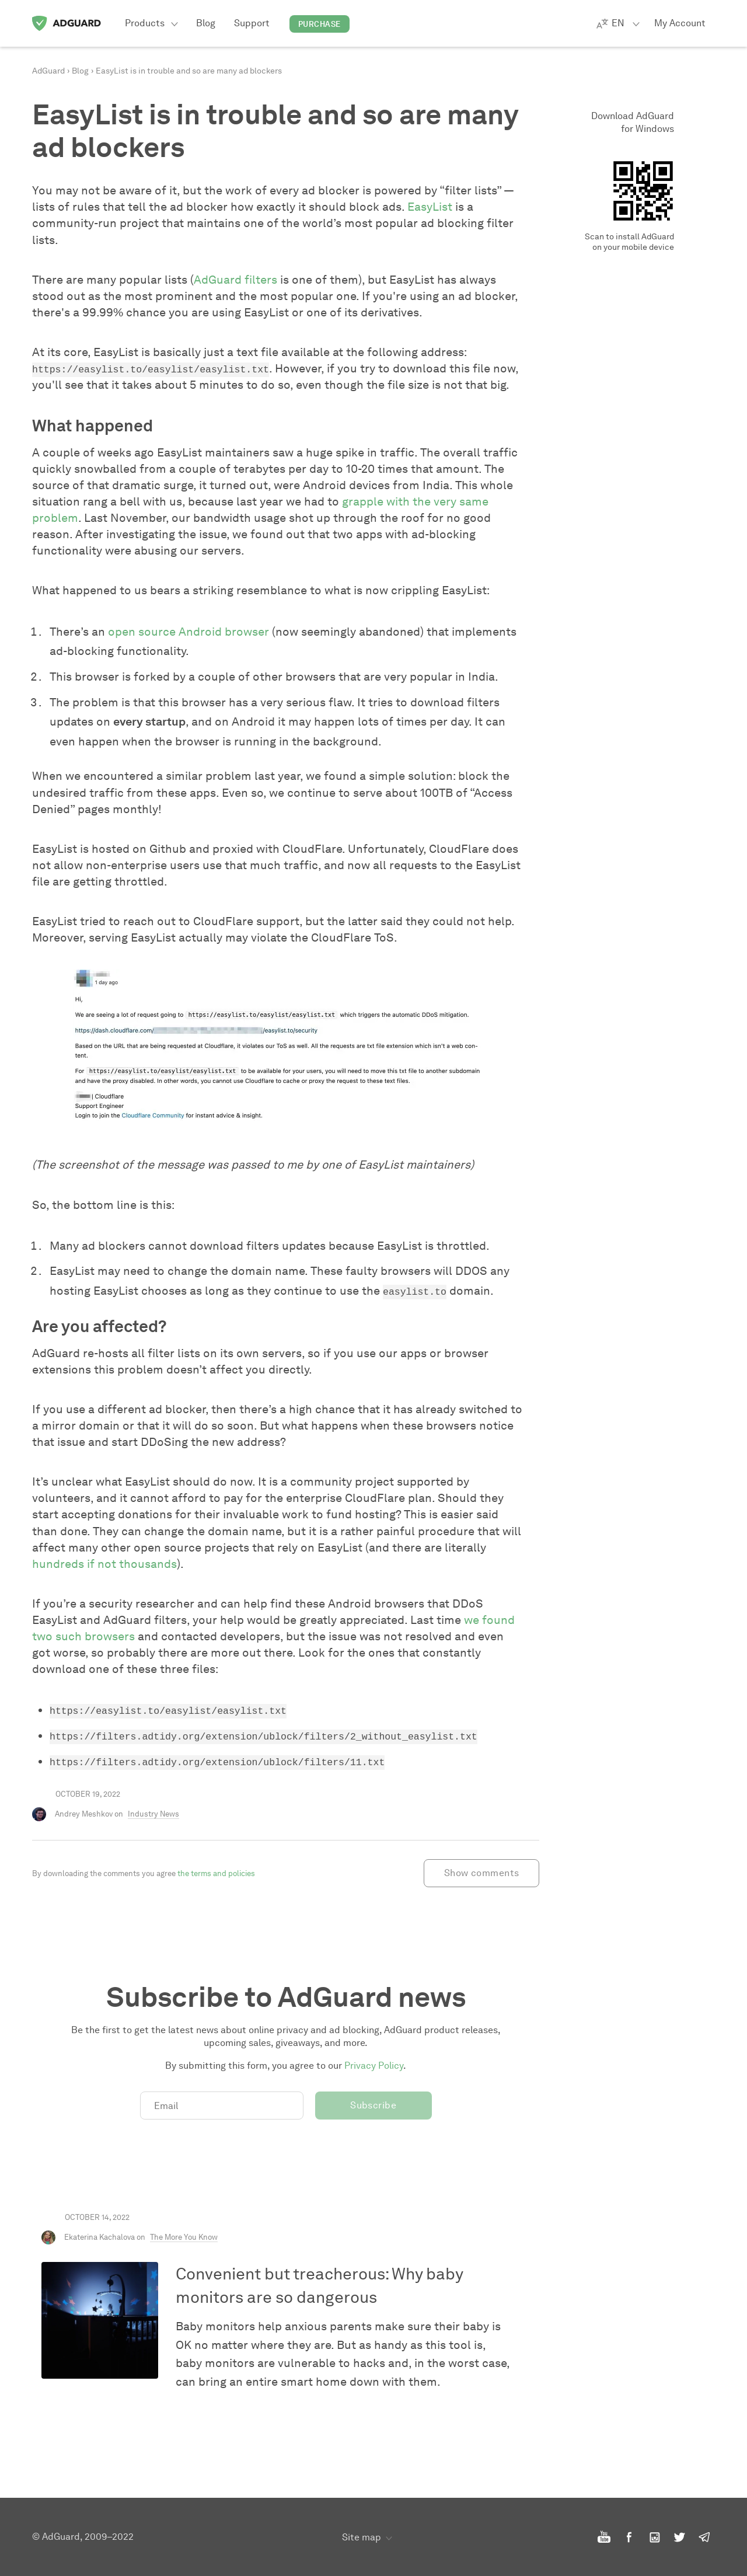 ADGUARD
Products
Blog
Support
PURCHASE
EN
My Account
AdGuard › Blog › EasyList is in trouble and so are many ad blockers
EasyList is in trouble and so are many
ad blockers
You may not be aware of it, but the work of every ad blocker is powered by “filter lists” —
lists of rules that tell the ad blocker how exactly it should block ads. EasyList is a
community-run project that maintains one of the world’s most popular ad blocking filter
lists.
There are many popular lists (AdGuard filters is one of them), but EasyList has always
stood out as the most prominent and the most popular one. If you're using an ad blocker,
there's a 99.99% chance you are using EasyList or one of its derivatives.
At its core, EasyList is basically just a text file available at the following address:
https://easylist.to/easylist/easylist.txt. However, if you try to download this file now,
you'll see that it takes about 5 minutes to do so, even though the file size is not that big.
What happened
A couple of weeks ago EasyList maintainers saw a huge spike in traffic. The overall traffic
quickly snowballed from a couple of terabytes per day to 10-20 times that amount. The
source of that dramatic surge, it turned out, were Android devices from India. This whole
situation rang a bell with us, because last year we had to grapple with the very same
problem. Last November, our bandwidth usage shot up through the roof for no good
reason. After investigating the issue, we found out that two apps with ad-blocking
functionality were abusing our servers.
What happened to us bears a striking resemblance to what is now crippling EasyList:
1. There’s an open source Android browser (now seemingly abandoned) that implements
ad-blocking functionality.
2. This browser is forked by a couple of other browsers that are very popular in India.
3. The problem is that this browser has a very serious flaw. It tries to download filters
updates on every startup, and on Android it may happen lots of times per day. It can
even happen when the browser is running in the background.
When we encountered a similar problem last year, we found a simple solution: block the
undesired traffic from these apps. Even so, we continue to serve about 100TB of “Access
Denied” pages monthly!
EasyList is hosted on Github and proxied with CloudFlare. Unfortunately, CloudFlare does
not allow non-enterprise users use that much traffic, and now all requests to the EasyList
file are getting throttled.
EasyList tried to reach out to CloudFlare support, but the latter said they could not help.
Moreover, serving EasyList actually may violate the CloudFlare ToS.
1 day ago
Hi,
We are seeing a lot of request going to https://easylist.to/easylist/easylist.txt which triggers the automatic DDoS mitigation.
https://dash.cloudflare.com/ /easylist.to/security
Based on the URL that are being requested at Cloudflare, it violates our ToS as well. All the requests are txt file extension which isn't a web con-
tent.
For https://easylist.to/easylist/easylist.txt to be available for your users, you will need to move this txt file to another subdomain
and have the proxy disabled. In other words, you cannot use Cloudflare to cache or proxy the request to these text files.
| Cloudflare
Support Engineer
Login to join the Cloudflare Community for instant advice & insight.
(The screenshot of the message was passed to me by one of EasyList maintainers)
So, the bottom line is this:
1. Many ad blockers cannot download filters updates because EasyList is throttled.
2. EasyList may need to change the domain name. These faulty browsers will DDOS any
hosting EasyList chooses as long as they continue to use the easylist.to domain.
Are you affected?
AdGuard re-hosts all filter lists on its own servers, so if you use our apps or browser
extensions this problem doesn’t affect you directly.
If you use a different ad blocker, then there’s a high chance that it has already switched to
a mirror domain or that it will do so soon. But what happens when these browsers notice
that issue and start DDoSing the new address?
It’s unclear what EasyList should do now. It is a community project supported by
volunteers, and it cannot afford to pay for the enterprise CloudFlare plan. Should they
start accepting donations for their invaluable work to fund hosting? This is easier said
than done. They can change the domain name, but it is a rather painful procedure that will
affect many other open source projects that rely on EasyList (and there are literally
hundreds if not thousands).
If you’re a security researcher and can help find these Android browsers that DDoS
EasyList and AdGuard filters, your help would be greatly appreciated. Last time we found
two such browsers and contacted developers, but the issue was not resolved and even
got worse, so probably there are more out there. Look for the ones that constantly
download one of these three files:
• https://easylist.to/easylist/easylist.txt
• https://filters.adtidy.org/extension/ublock/filters/2_without_easylist.txt
• https://filters.adtidy.org/extension/ublock/filters/11.txt
OCTOBER 19, 2022
Andrey Meshkov on Industry News
By downloading the comments you agree the terms and policies
Show comments
Download AdGuard
for Windows
Scan to install AdGuard
on your mobile device
Subscribe to AdGuard news
Be the first to get the latest news about online privacy and ad blocking, AdGuard product releases,
upcoming sales, giveaways, and more.
By submitting this form, you agree to our Privacy Policy.
Email
Subscribe
OCTOBER 14, 2022
Ekaterina Kachalova on The More You Know
Convenient but treacherous: Why baby
monitors are so dangerous
Baby monitors help anxious parents make sure their baby is
OK no matter where they are. But as handy as this tool is,
baby monitors are vulnerable to hacks and, in the worst case,
can bring an entire smart home down with them.
© AdGuard, 2009–2022
Site map
You Tube